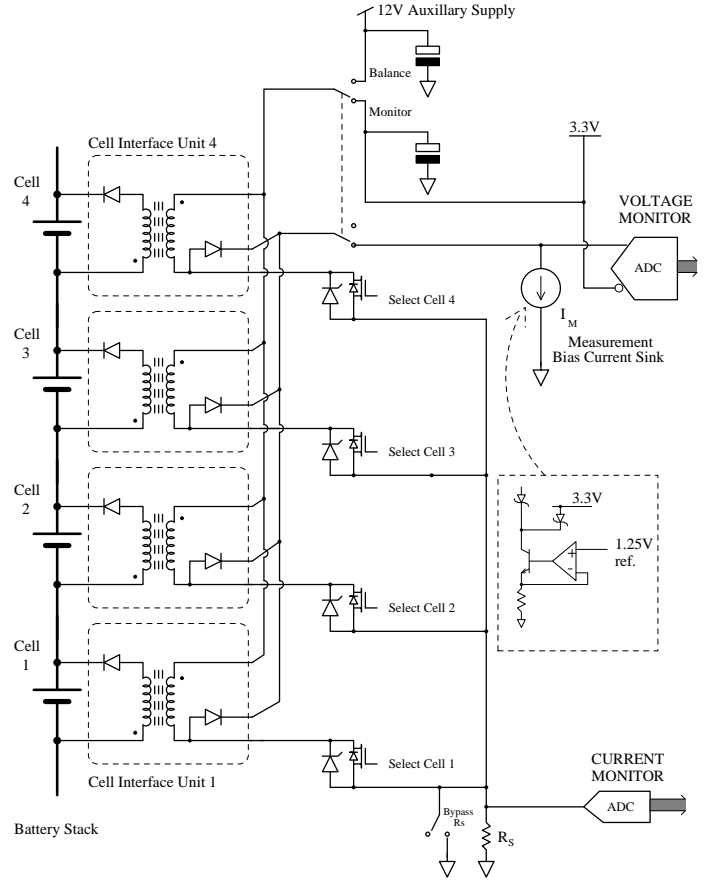 12V Auxillary Supply
Balance
Monitor
3.3V
Cell Interface Unit 4
Cell
4
VOLTAGE
MONITOR
ADC
Select Cell 4
I M
Measurement
Bias Current Sink
Cell
3
Select Cell 3
Cell
2
3.3V
1.25V
ref.
+
-
Select Cell 2
Cell
1
Select Cell 1
Cell Interface Unit 1
CURRENT
MONITOR
ADC
Bypass
Rs
R S
Battery Stack